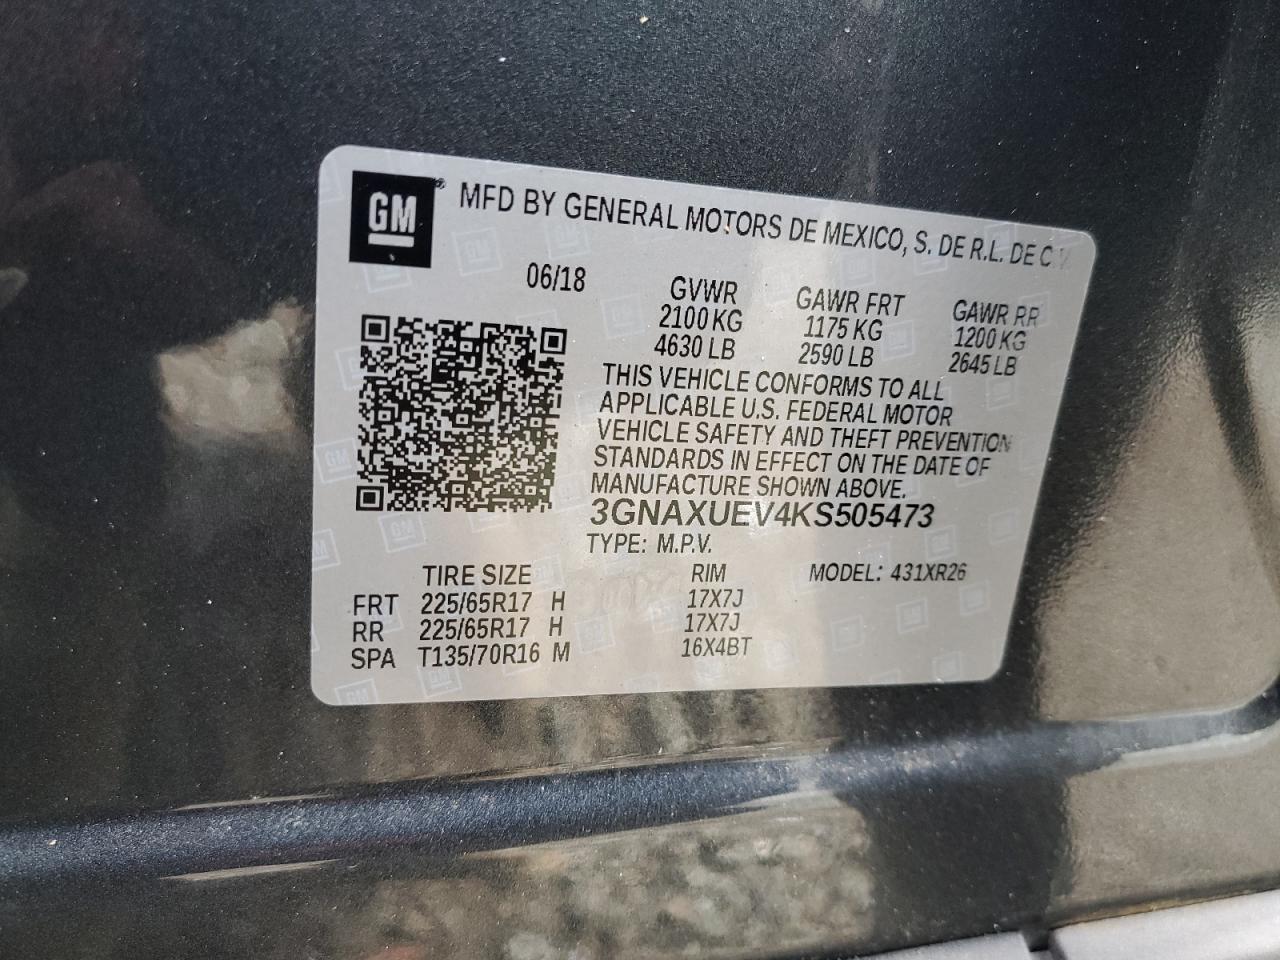 GM ® MFD BY GENERAL MOTORS DE MEXICO, S. DE R.L. DE C.V.
06/18
GVWR GAWR FRT GAWR RR
2100 KG 1175 KG 1200 KG
4630 LB 2590 LB 2645 LB
THIS VEHICLE CONFORMS TO ALL
APPLICABLE U.S. FEDERAL MOTOR
VEHICLE SAFETY AND THEFT PREVENTION
STANDARDS IN EFFECT ON THE DATE OF
MANUFACTURE SHOWN ABOVE.
3GNAXUEV4KS505473
TYPE: M.P.V.
TIRE SIZE RIM MODEL: 431XR26
FRT 225/65R17 H 17X7J
RR 225/65R17 H 17X7J
SPA T135/70R16 M 16X4BT